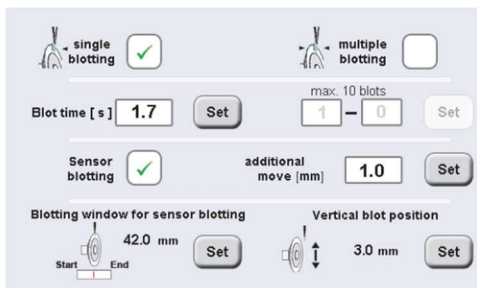 single
blotting
multiple
blotting
max. 10 blots
Blot time [ s ] 1.7 Set
1 – 0 Set
Sensor
blotting
additional
move [mm] 1.0 Set
Blotting window for sensor blotting
42.0 mm Set
Start End
Vertical blot position
3.0 mm Set